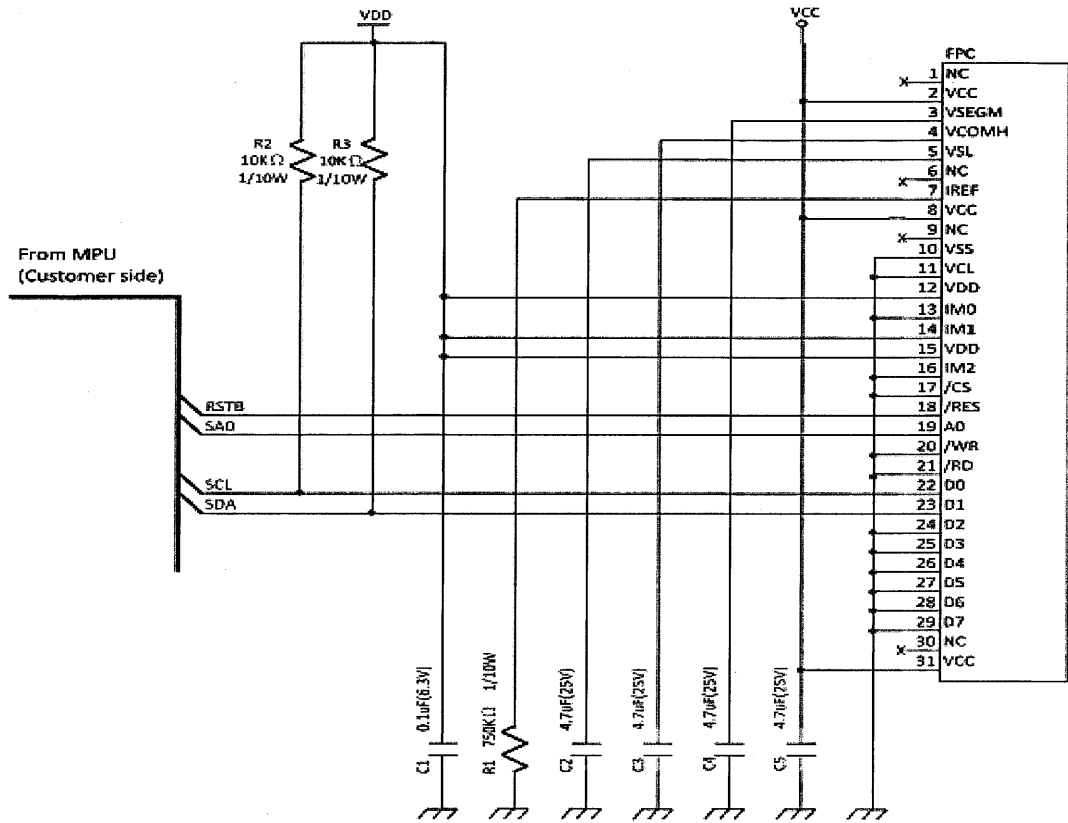 VDD
VCC
FPC
R2
10KΩ
1/10W
R3
10KΩ
1/10W
From MPU
(Customer side)
RSTB
SA0
SCL
SDA
1 NC
2 VCC
3 VSEGM
4 VCOMH
5 VSL
6 NC
7 IREF
8 VCC
9 NC
10 VSS
11 VCL
12 VDD
13 IM0
14 IM1
15 VDD
16 IM2
17 /CS
18 /RES
19 A0
20 /WR
21 /RD
22 D0
23 D1
24 D2
25 D3
26 D4
27 D5
28 D6
29 D7
30 NC
31 VCC
C1 0.1uF(6.3V)
R1 750KΩ 1/10W
C2 4.7uF(25V)
C3 4.7uF(25V)
C4 4.7uF(25V)
C5 4.7uF(25V)